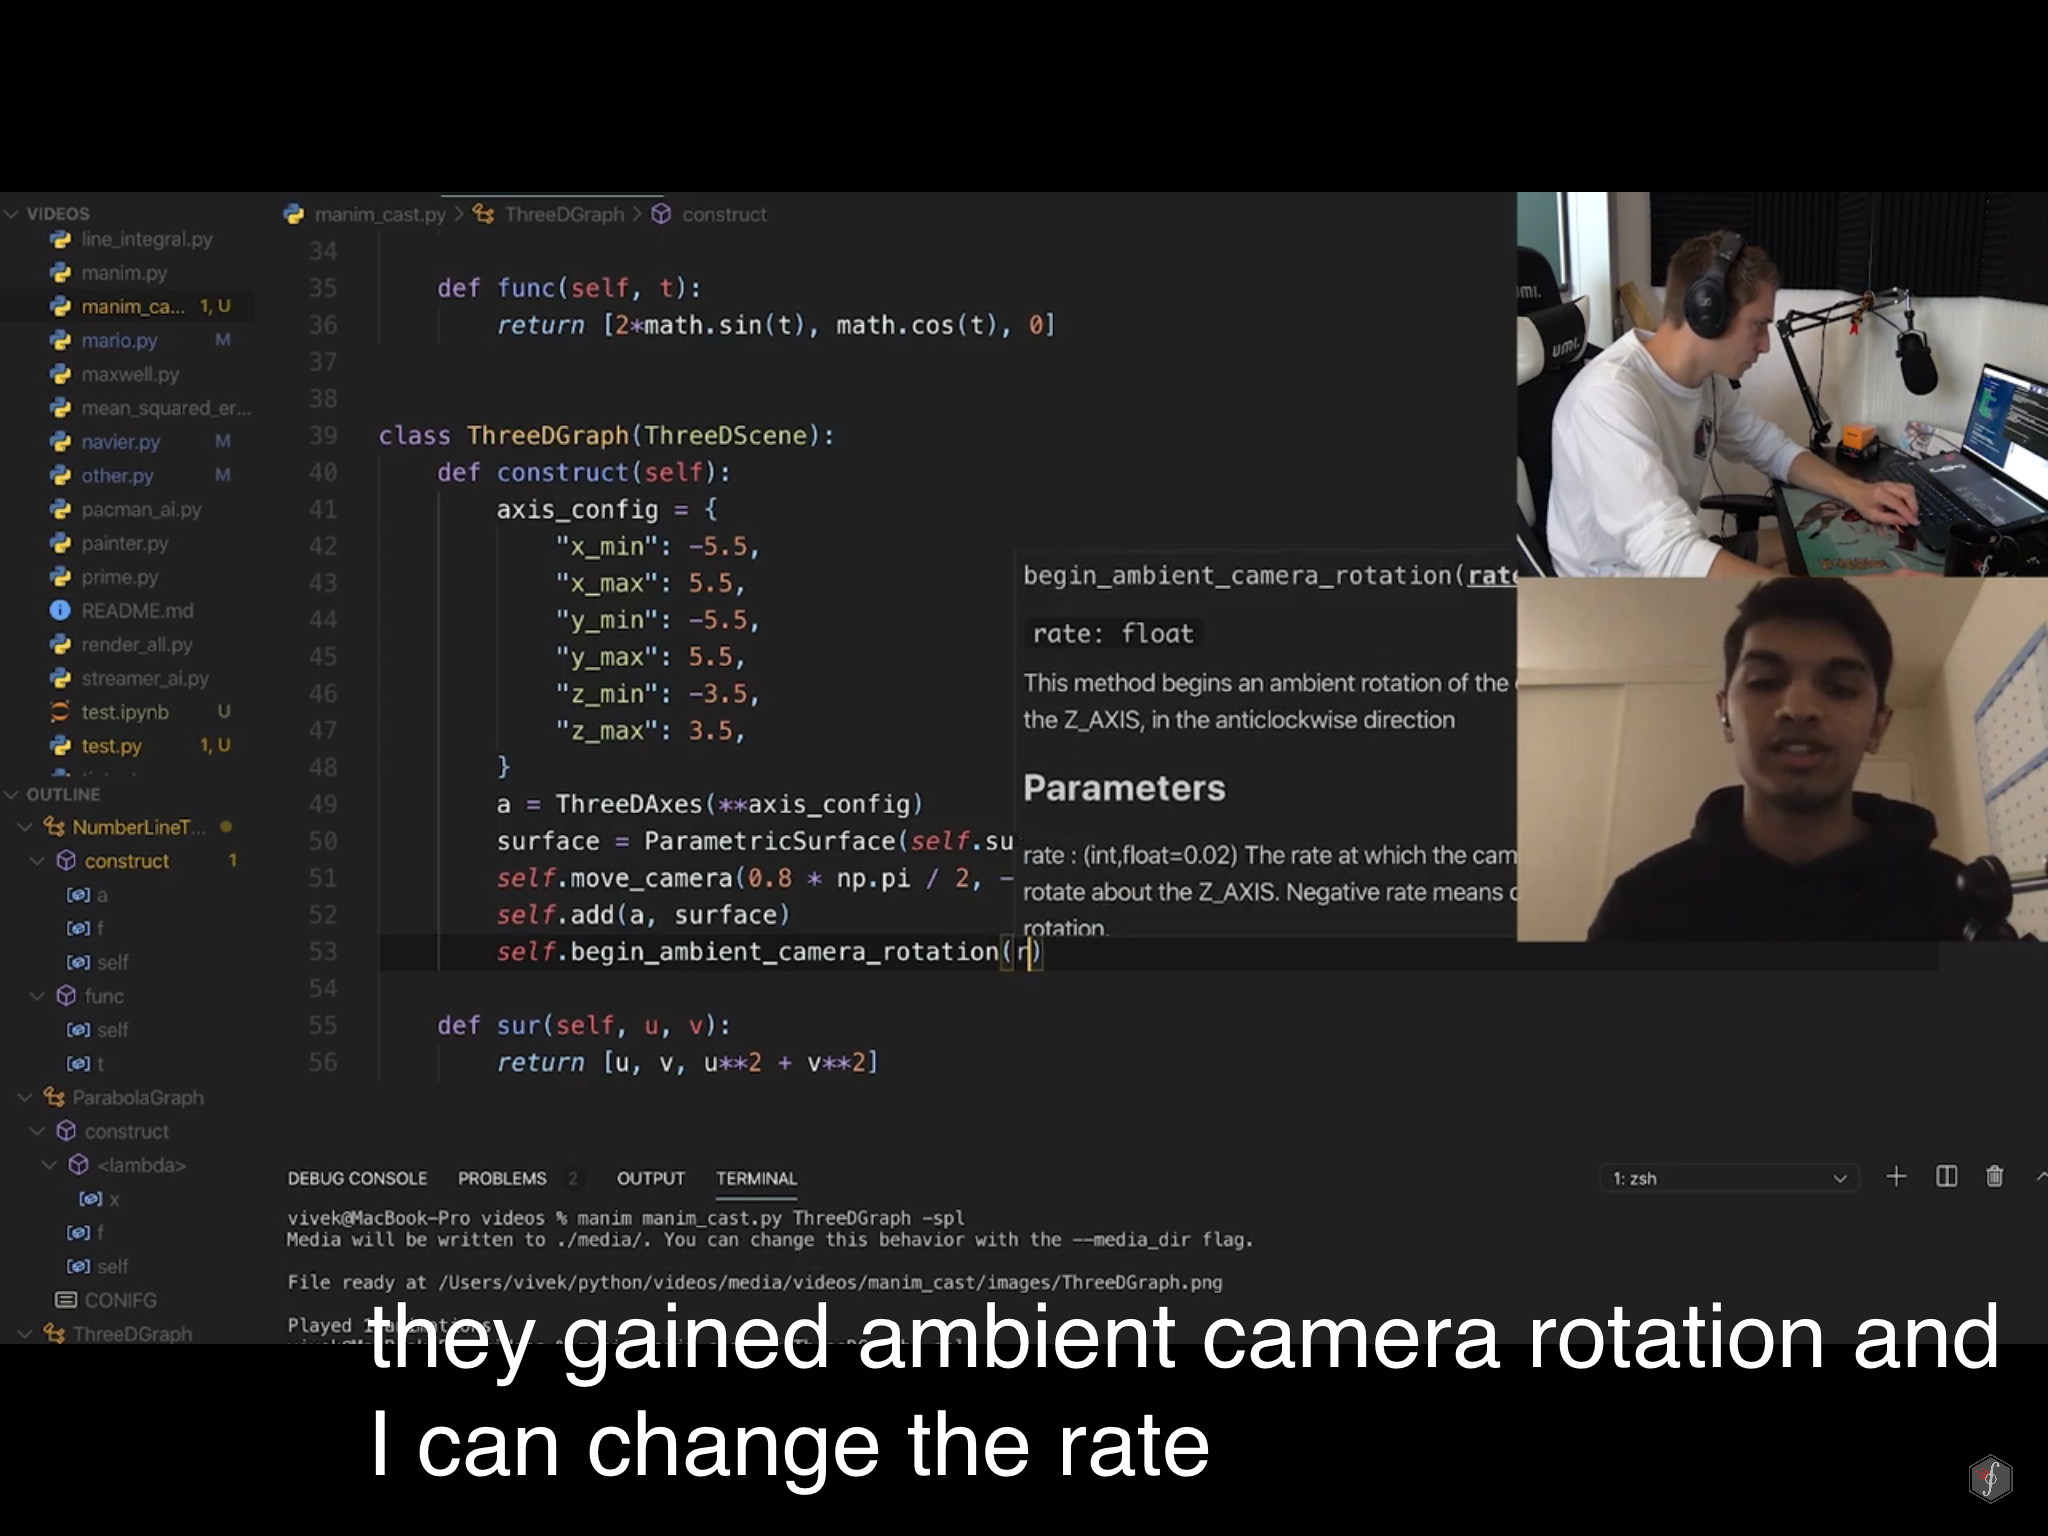 VIDEOS
line_integral.py
manim.py
manim_ca... 1, U
mario.py M
maxwell.py
mean_squared_er...
navier.py M
other.py M
pacman_ai.py
painter.py
prime.py
README.md
render_all.py
streamer_ai.py
test.ipynb U
test.py 1, U
OUTLINE
NumberLineT...
construct 1
a
f
self
func
self
t
ParabolaGraph
construct
<lambda>
x
f
self
CONIFG
ThreeDGraph
manim_cast.py > ThreeDGraph > construct
34
35 def func(self, t):
36 return [2*math.sin(t), math.cos(t), 0]
37
38
39 class ThreeDGraph(ThreeDScene):
40 def construct(self):
41 axis_config = {
42 "x_min": -5.5,
43 "x_max": 5.5,
44 "y_min": -5.5,
45 "y_max": 5.5,
46 "z_min": -3.5,
47 "z_max": 3.5,
48 }
49 a = ThreeDAxes(**axis_config)
50 surface = ParametricSurface(self.su
51 self.move_camera(0.8 * np.pi / 2, -
52 self.add(a, surface)
53 self.begin_ambient_camera_rotation(r)
54
55 def sur(self, u, v):
56 return [u, v, u**2 + v**2]
begin_ambient_camera_rotation(rate
rate: float
This method begins an ambient rotation of the
the Z_AXIS, in the anticlockwise direction
Parameters
rate : (int,float=0.02) The rate at which the cam
rotate about the Z_AXIS. Negative rate means
rotation.
umi.
DEBUG CONSOLE PROBLEMS 2 OUTPUT TERMINAL
1: zsh
vivek@MacBook-Pro videos % manim manim_cast.py ThreeDGraph -spl
Media will be written to ./media/. You can change this behavior with the --media_dir flag.
File ready at /Users/vivek/python/videos/media/videos/manim_cast/images/ThreeDGraph.png
Played 1 animations
they gained ambient camera rotation and
I can change the rate